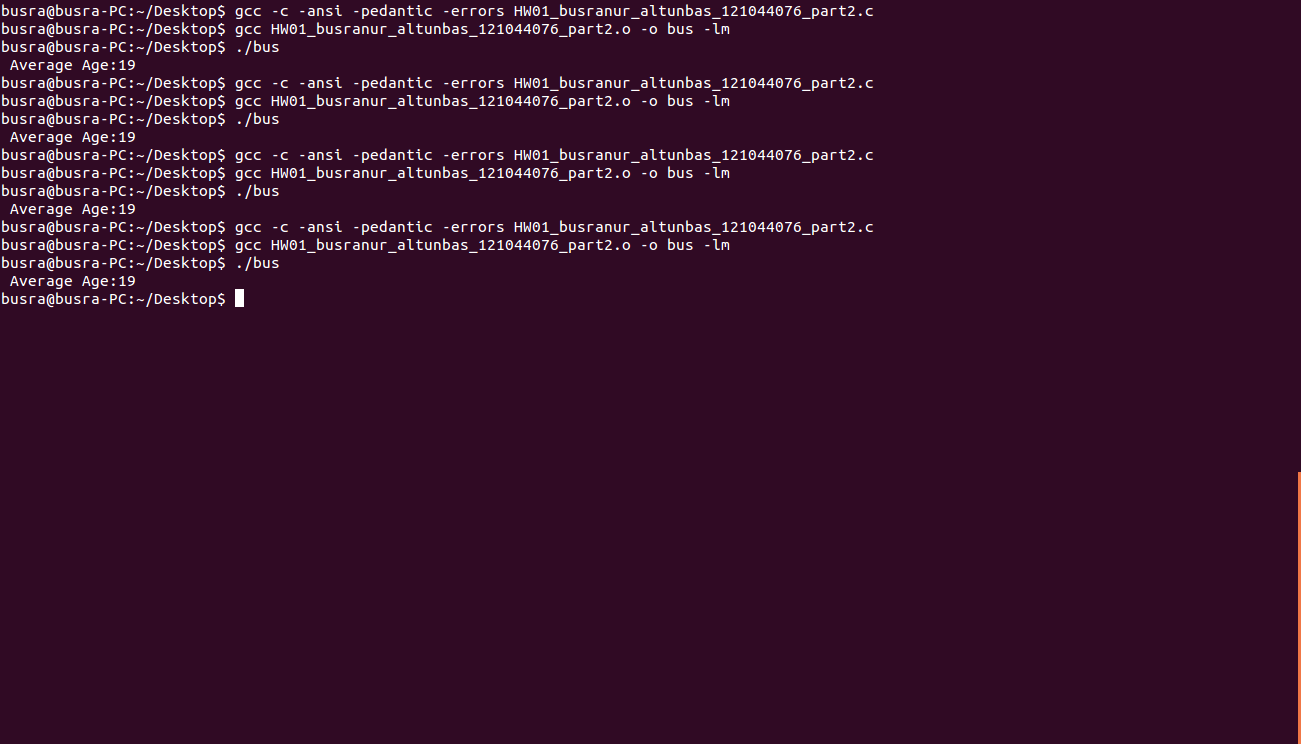 busra@busra-PC:~/Desktop$ gcc -c -ansi -pedantic -errors HW01_busranur_altunbas_121044076_part2.c
busra@busra-PC:~/Desktop$ gcc HW01_busranur_altunbas_121044076_part2.o -o bus -lm
busra@busra-PC:~/Desktop$ ./bus
 Average Age:19
busra@busra-PC:~/Desktop$ gcc -c -ansi -pedantic -errors HW01_busranur_altunbas_121044076_part2.c
busra@busra-PC:~/Desktop$ gcc HW01_busranur_altunbas_121044076_part2.o -o bus -lm
busra@busra-PC:~/Desktop$ ./bus
 Average Age:19
busra@busra-PC:~/Desktop$ gcc -c -ansi -pedantic -errors HW01_busranur_altunbas_121044076_part2.c
busra@busra-PC:~/Desktop$ gcc HW01_busranur_altunbas_121044076_part2.o -o bus -lm
busra@busra-PC:~/Desktop$ ./bus
 Average Age:19
busra@busra-PC:~/Desktop$ gcc -c -ansi -pedantic -errors HW01_busranur_altunbas_121044076_part2.c
busra@busra-PC:~/Desktop$ gcc HW01_busranur_altunbas_121044076_part2.o -o bus -lm
busra@busra-PC:~/Desktop$ ./bus
 Average Age:19
busra@busra-PC:~/Desktop$